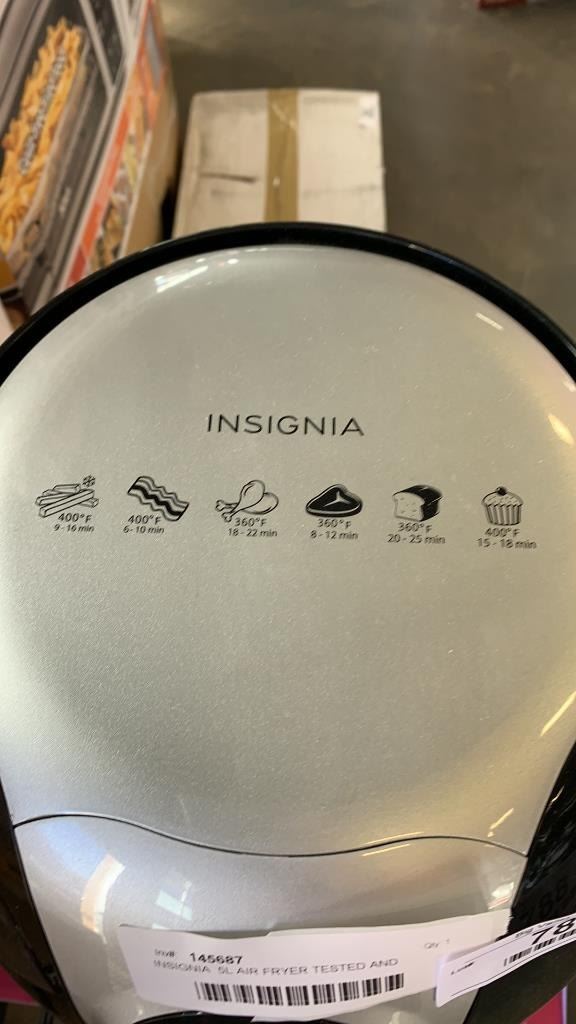 INSIGNIA
400°F 400°F 360°F 360°F 360°F 400°F
9 - 16 min 6 - 10 min 18 - 22 min 8 - 12 min 20 - 25 min 15 - 18 min
Inv# 145687 Qty: 1
INSIGNIA 5L AIR FRYER TESTED AND
Lot#
78